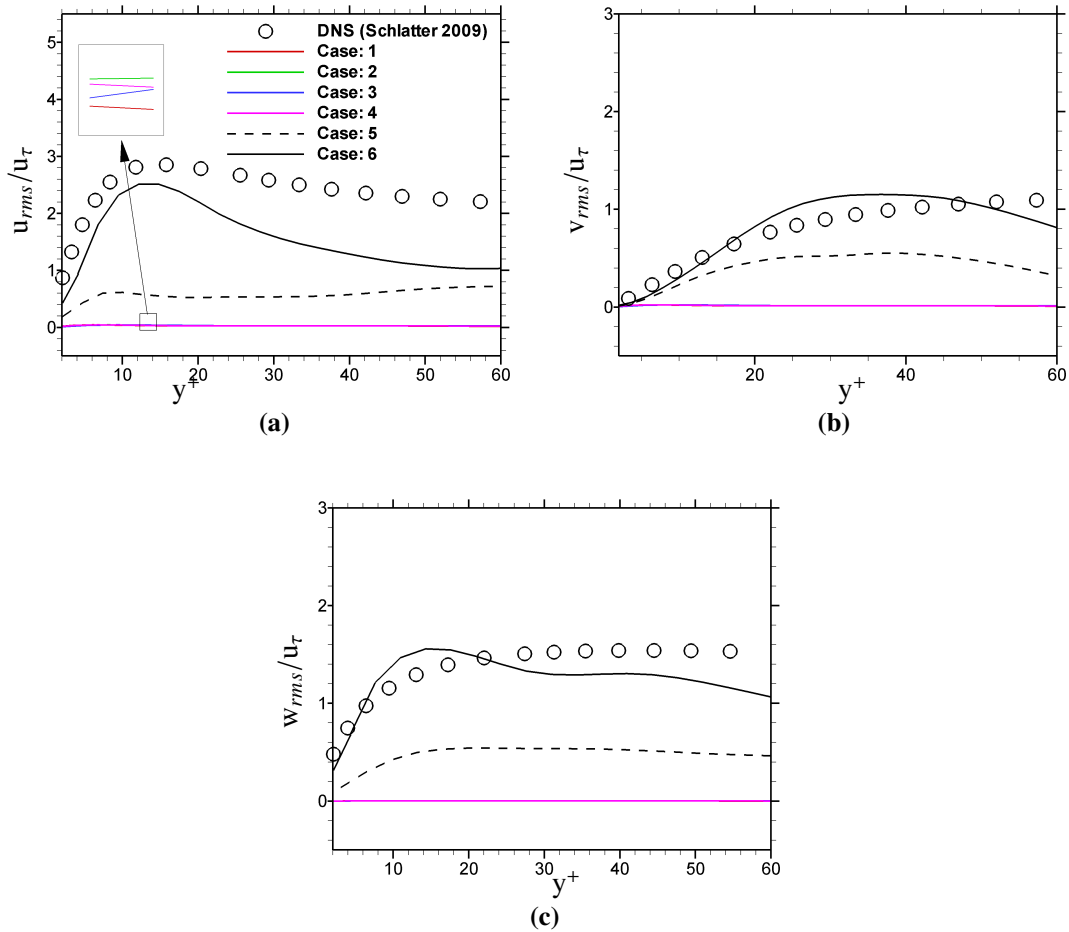 5
4
3
2
1
0
u_rms/u_τ
DNS (Schlatter 2009)
Case: 1
Case: 2
Case: 3
Case: 4
Case: 5
Case: 6
10 20 30 40 50 60
y⁺
(a)
3
2
1
0
v_rms/u_τ
20 40 60
y⁺
(b)
3
2
1
0
w_rms/u_τ
10 20 30 40 50 60
y⁺
(c)